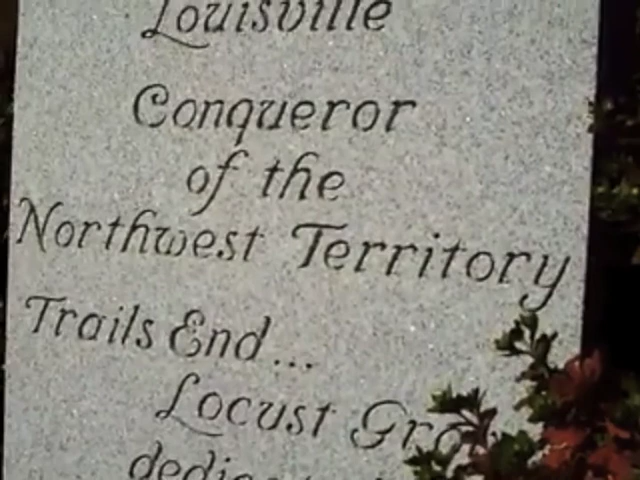 Louisville
Conqueror
of the
Northwest Territory
Trails End...
Locust